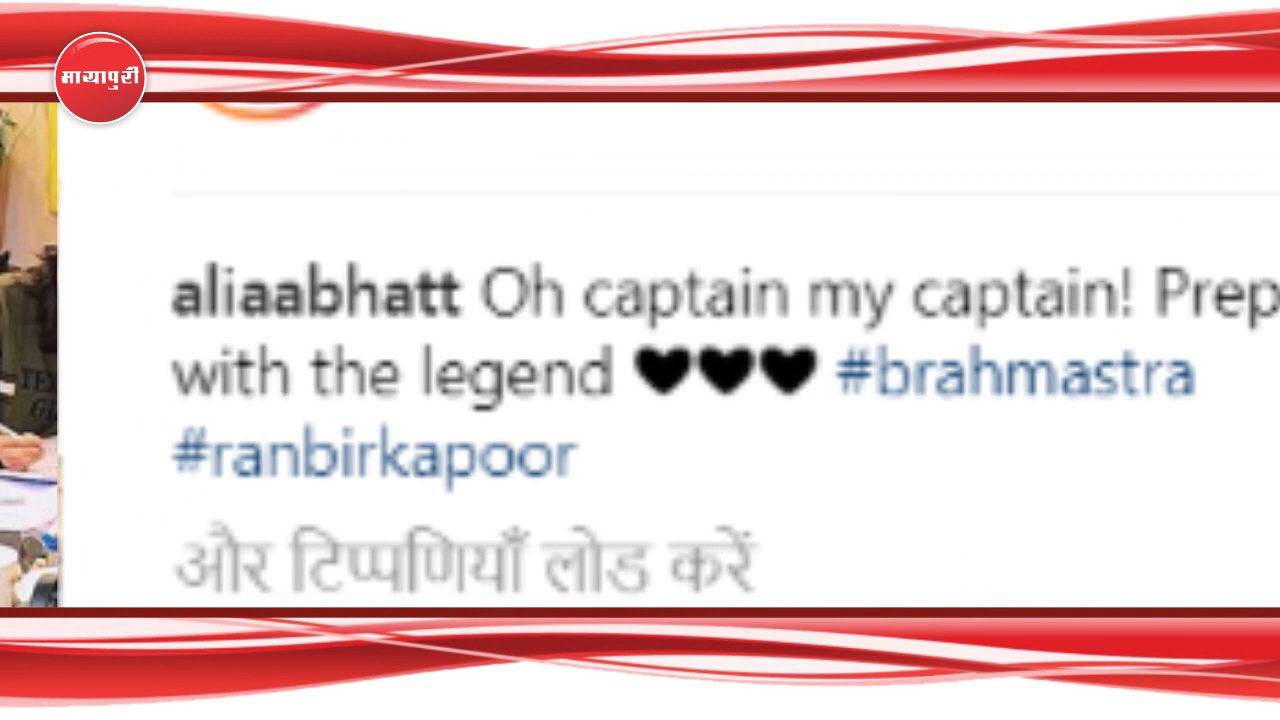 मायापुरी
aliaabhatt Oh captain my captain! Prep
with the legend 🖤🖤🖤 #brahmastra
#ranbirkapoor
और टिप्पणियाँ लोड करें